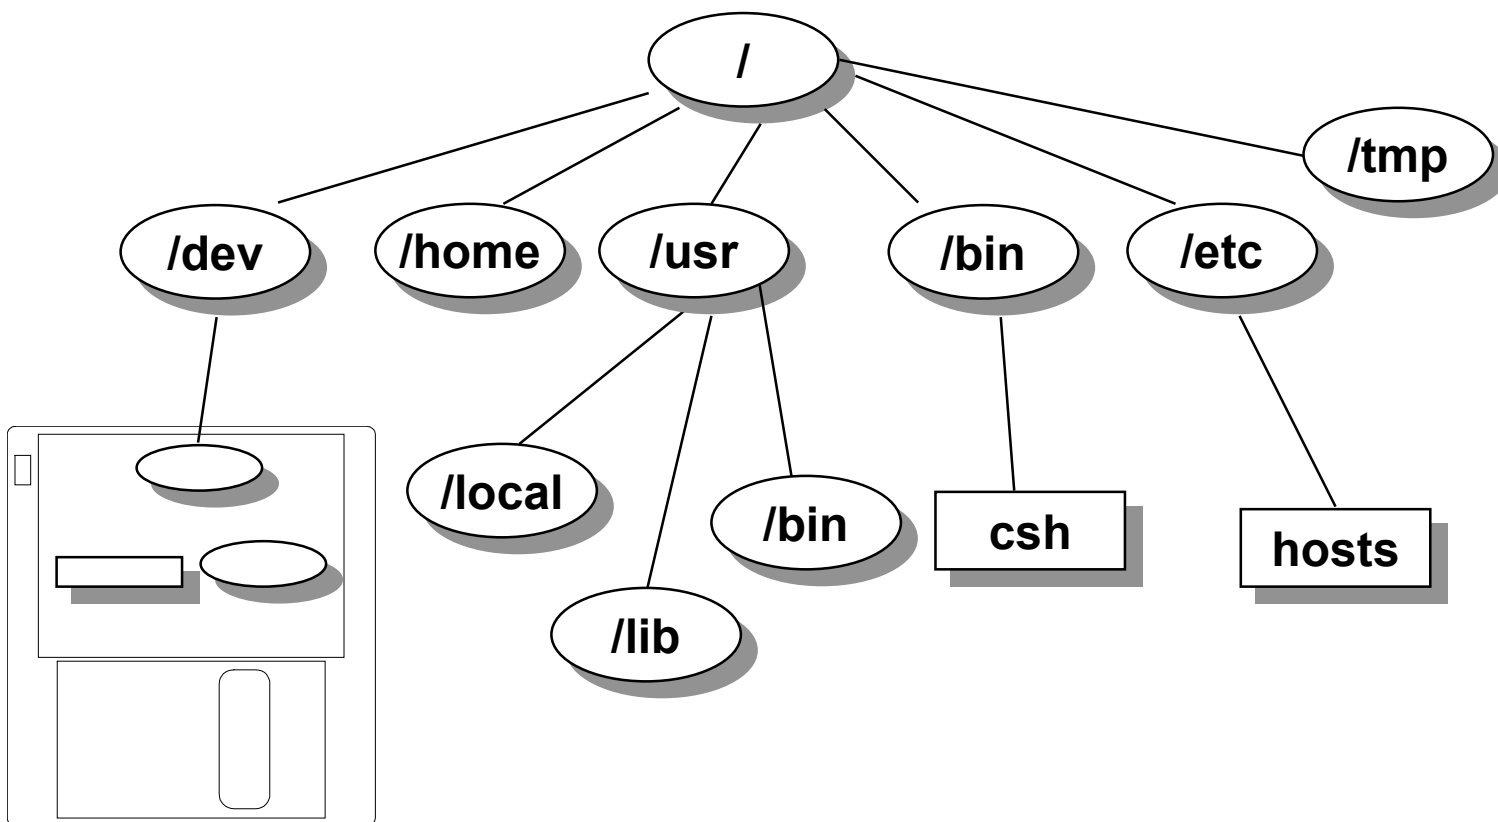 /
/tmp
/dev
/home
/usr
/bin
/etc
/local
/bin
csh
hosts
/lib